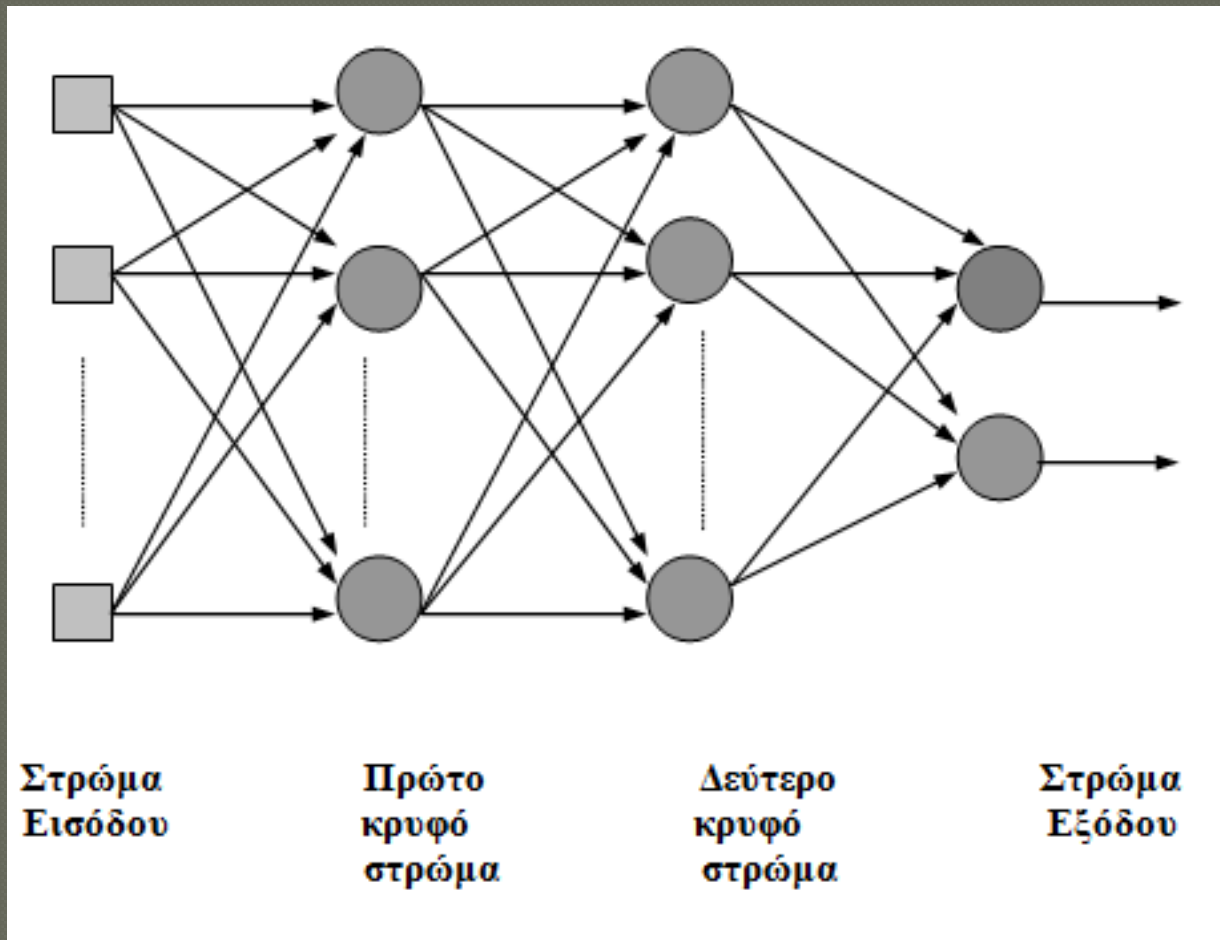 Στρώμα
Εισόδου
Πρώτο
κρυφό
στρώμα
Δεύτερο
κρυφό
στρώμα
Στρώμα
Εξόδου